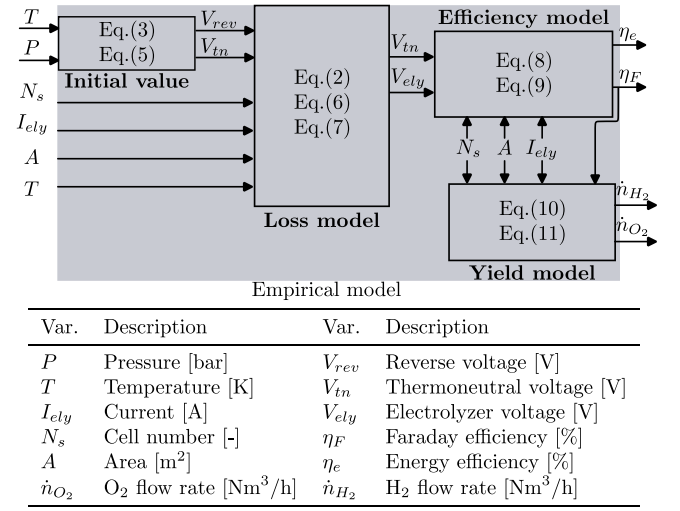 T
P
Eq.(3)
Eq.(5)
Initial value
V_rev
V_tn
N_s
I_ely
A
T
Eq.(2)
Eq.(6)
Eq.(7)
Loss model
V_tn
V_ely
Efficiency model
Eq.(8)
Eq.(9)
η_e
η_F
N_s A I_ely
Eq.(10)
Eq.(11)
Yield model
ṅ_H₂
ṅ_O₂
Empirical model
Var. Description Var. Description
P Pressure [bar] V_rev Reverse voltage [V]
T Temperature [K] V_tn Thermoneutral voltage [V]
I_ely Current [A] V_ely Electrolyzer voltage [V]
N_s Cell number [-] η_F Faraday efficiency [%]
A Area [m²] η_e Energy efficiency [%]
ṅ_O₂ O₂ flow rate [Nm³/h] ṅ_H₂ H₂ flow rate [Nm³/h]